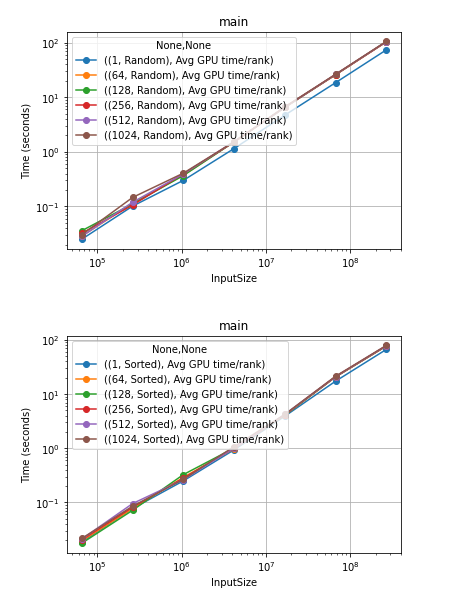 main
None,None
((1, Random), Avg GPU time/rank)
((64, Random), Avg GPU time/rank)
((128, Random), Avg GPU time/rank)
((256, Random), Avg GPU time/rank)
((512, Random), Avg GPU time/rank)
((1024, Random), Avg GPU time/rank)
Time (seconds)
10²
10¹
10⁰
10⁻¹
10⁵ 10⁶ 10⁷ 10⁸
InputSize
main
None,None
((1, Sorted), Avg GPU time/rank)
((64, Sorted), Avg GPU time/rank)
((128, Sorted), Avg GPU time/rank)
((256, Sorted), Avg GPU time/rank)
((512, Sorted), Avg GPU time/rank)
((1024, Sorted), Avg GPU time/rank)
Time (seconds)
10²
10¹
10⁰
10⁻¹
10⁵ 10⁶ 10⁷ 10⁸
InputSize